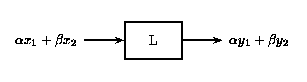 αx₁ + βx₂ L αy₁ + βy₂